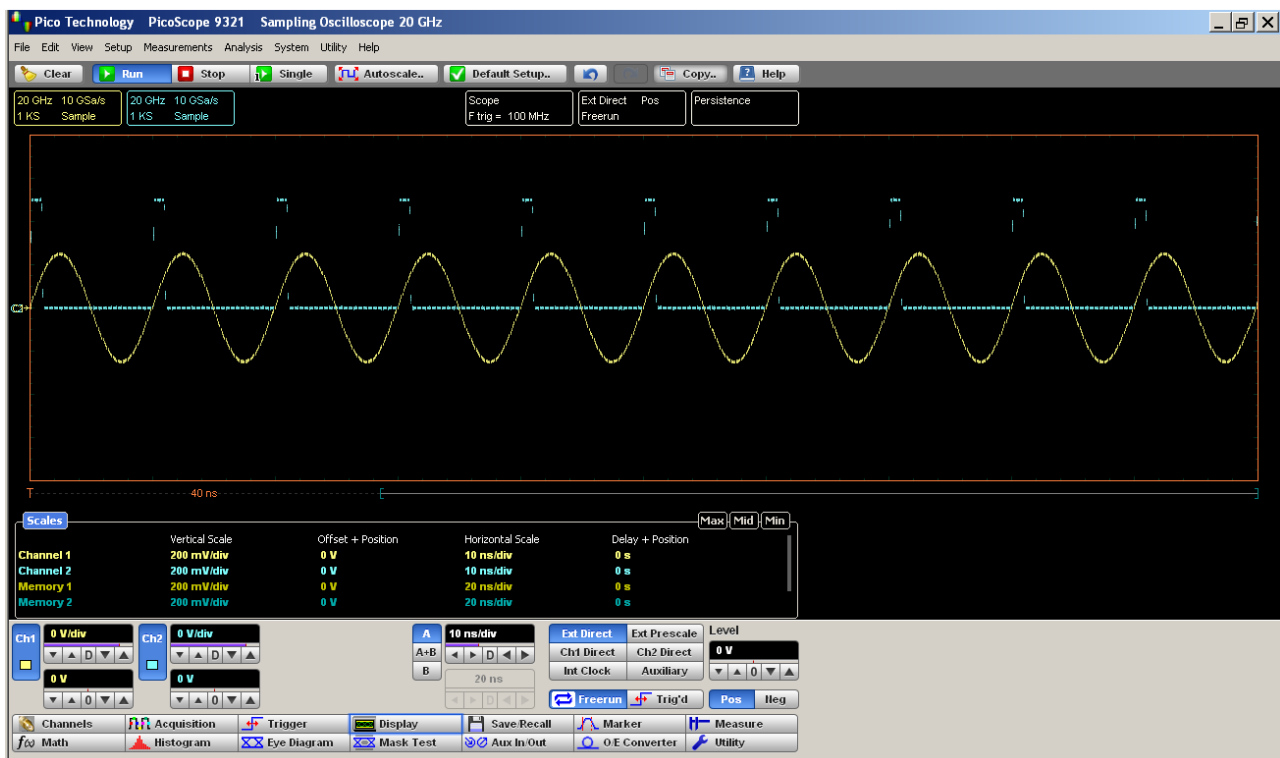 Pico Technology PicoScope 9321 Sampling Oscilloscope 20 GHz
File Edit View Setup Measurements Analysis System Utility Help
Clear Run Stop Single Autoscale.. Default Setup.. Copy.. Help
20 GHz 10 GSa/s 20 GHz 10 GSa/s Scope Ext Direct Pos Persistence
1 KS Sample 1 KS Sample F trig = 100 MHz Freerun
T 40 ns
Scales Max Mid Min
Vertical Scale Offset + Position Horizontal Scale Delay + Position
Channel 1 200 mV/div 0 V 10 ns/div 0 s
Channel 2 200 mV/div 0 V 10 ns/div 0 s
Memory 1 200 mV/div 0 V 20 ns/div 0 s
Memory 2 200 mV/div 0 V 20 ns/div 0 s
Ch1 0 V/div Ch2 0 V/div A 10 ns/div Ext Direct Ext Prescale Level
D D A+B D Ch1 Direct Ch2 Direct 0 V
0 V 0 V B 20 ns Int Clock Auxiliary 0
0 0 D Freerun Trig'd Pos Neg
Channels Acquisition Trigger Display Save/Recall Marker Measure
f(x) Math Histogram Eye Diagram Mask Test Aux In/Out O/E Converter Utility